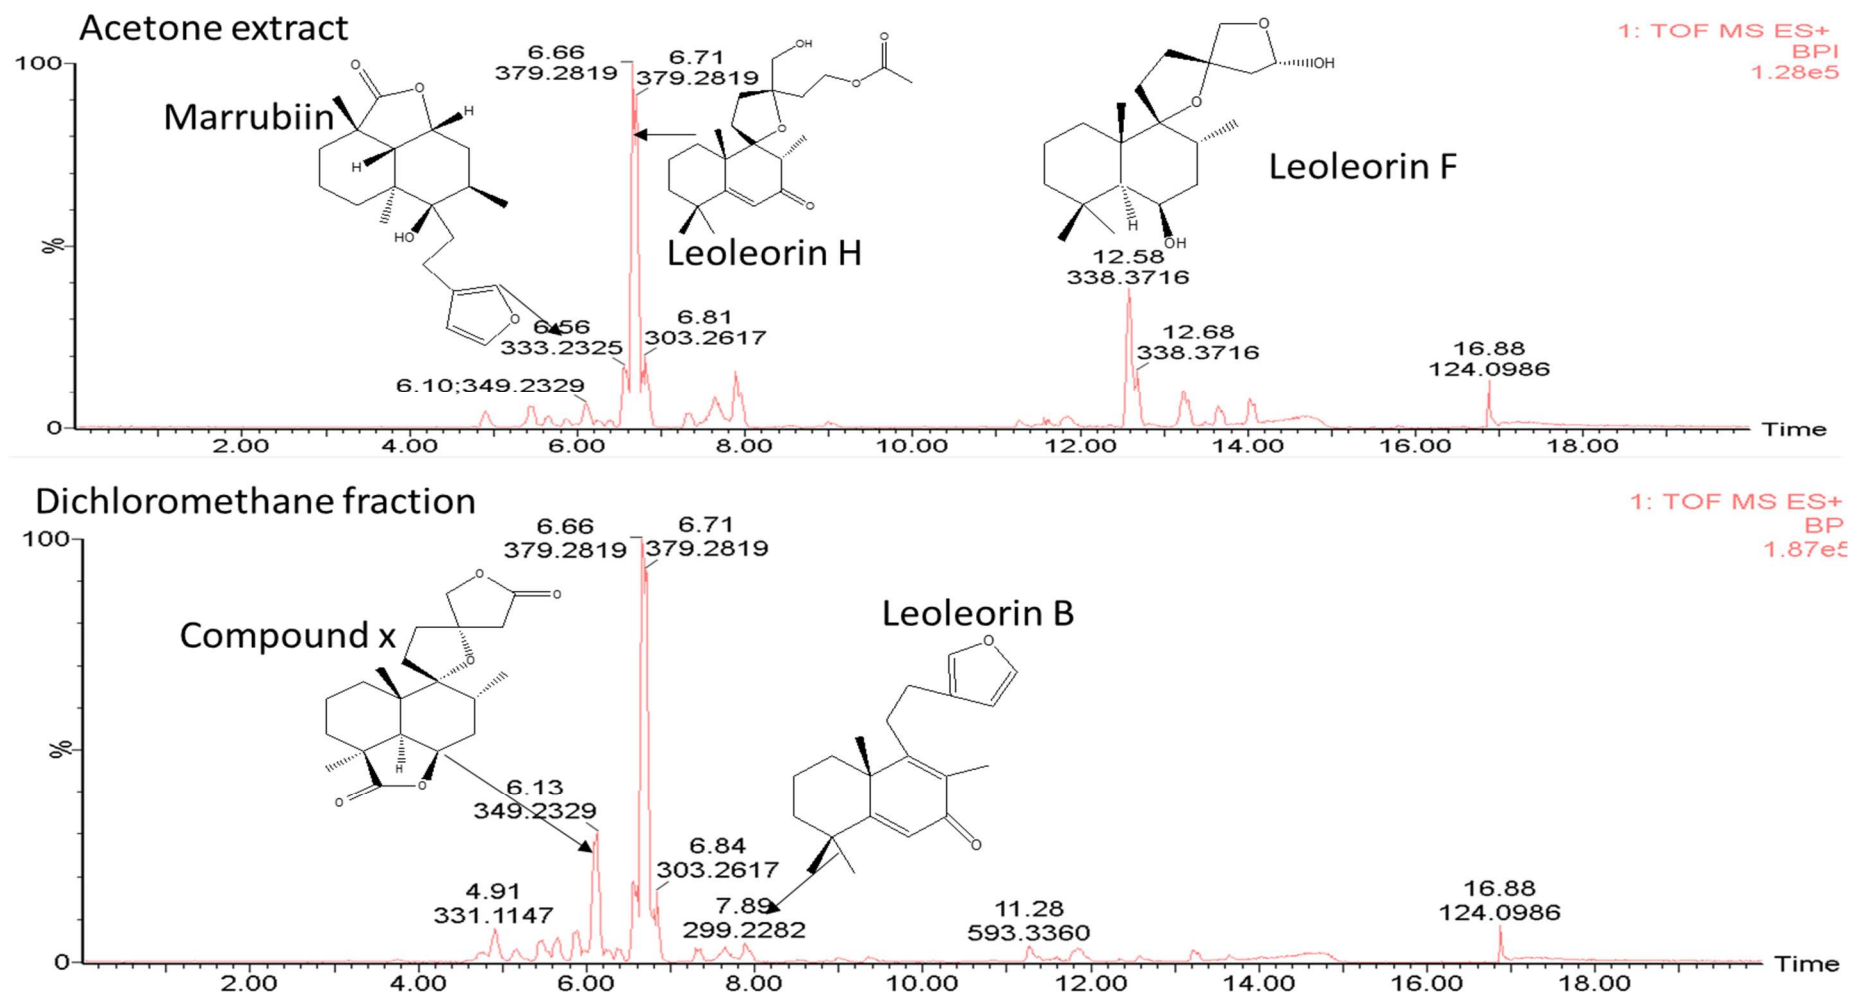 Acetone extract
1: TOF MS ES+
BPI
1.28e5
100
%
0
Marrubiin
O
O
H
H
HO
O
6.66
379.2819
6.71
379.2819
OH
O
O
O
O
Leoleorin H
O
OH
O
H
OH
Leoleorin F
6.56
333.2325
6.81
303.2617
6.10;349.2329
12.58
338.3716
12.68
338.3716
16.88
124.0986
2.00 4.00 6.00 8.00 10.00 12.00 14.00 16.00 18.00
Time
Dichloromethane fraction
1: TOF MS ES+
BP
100
%
0
6.66
379.2819
6.71
379.2819
Compound x
O
O
O
H
O
O
Leoleorin B
O
O
6.13
349.2329
4.91
331.1147
6.84
303.2617
7.89
299.2282
11.28
593.3360
16.88
124.0986
2.00 4.00 6.00 8.00 10.00 12.00 14.00 16.00 18.00
Time